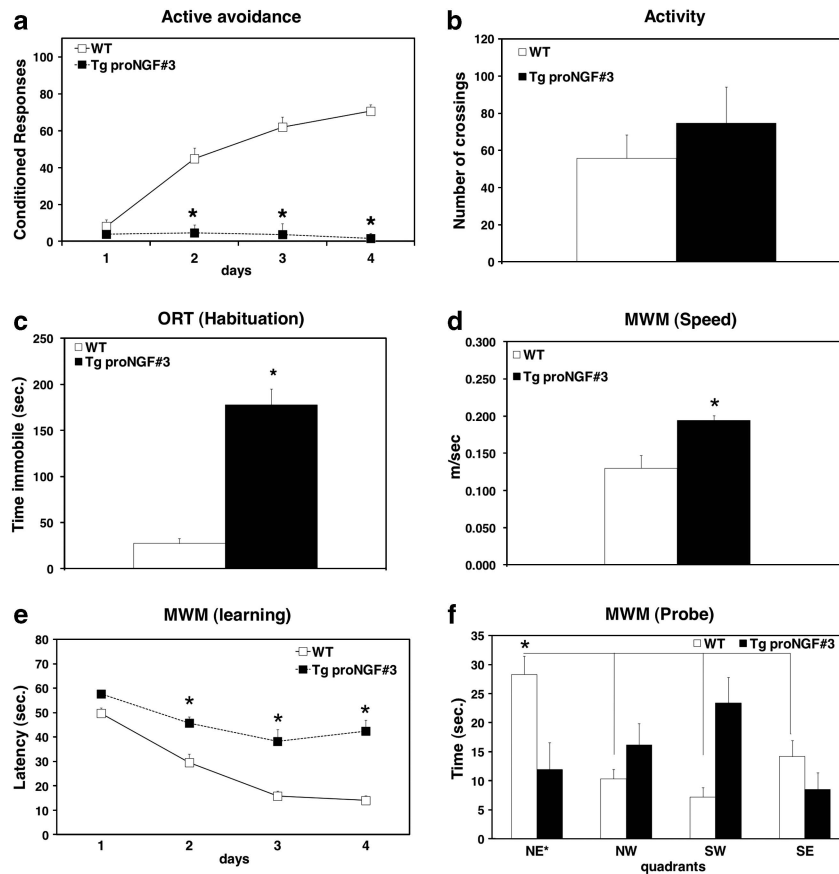 a
Active avoidance
WT
Tg proNGF#3
Conditioned Responses
100
80
60
40
20
0
* * *
1 2 3 4
days
b
Activity
WT
Tg proNGF#3
Number of crossings
120
100
80
60
40
20
0
c
ORT (Habituation)
WT
Tg proNGF#3
Time immobile (sec.)
250
200
150
100
50
0
*
d
MWM (Speed)
WT
Tg proNGF#3
m/sec
0.300
0.250
0.200
0.150
0.100
0.050
0.000
*
e
MWM (learning)
WT
Tg proNGF#3
Latency (sec.)
80
70
60
50
40
30
20
10
0
* * *
1 2 3 4
days
f
MWM (Probe)
WT Tg proNGF#3
Time (sec.)
35
30
25
20
15
10
5
0
*
NE* NW SW SE
quadrants